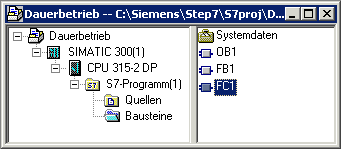 Dauerbetrieb -- C:\Siemens\Step7\S7proj\D...
Dauerbetrieb
SIMATIC 300(1)
CPU 315-2 DP
S7-Programm(1)
Quellen
Bausteine
Systemdaten
OB1
FB1
FC1